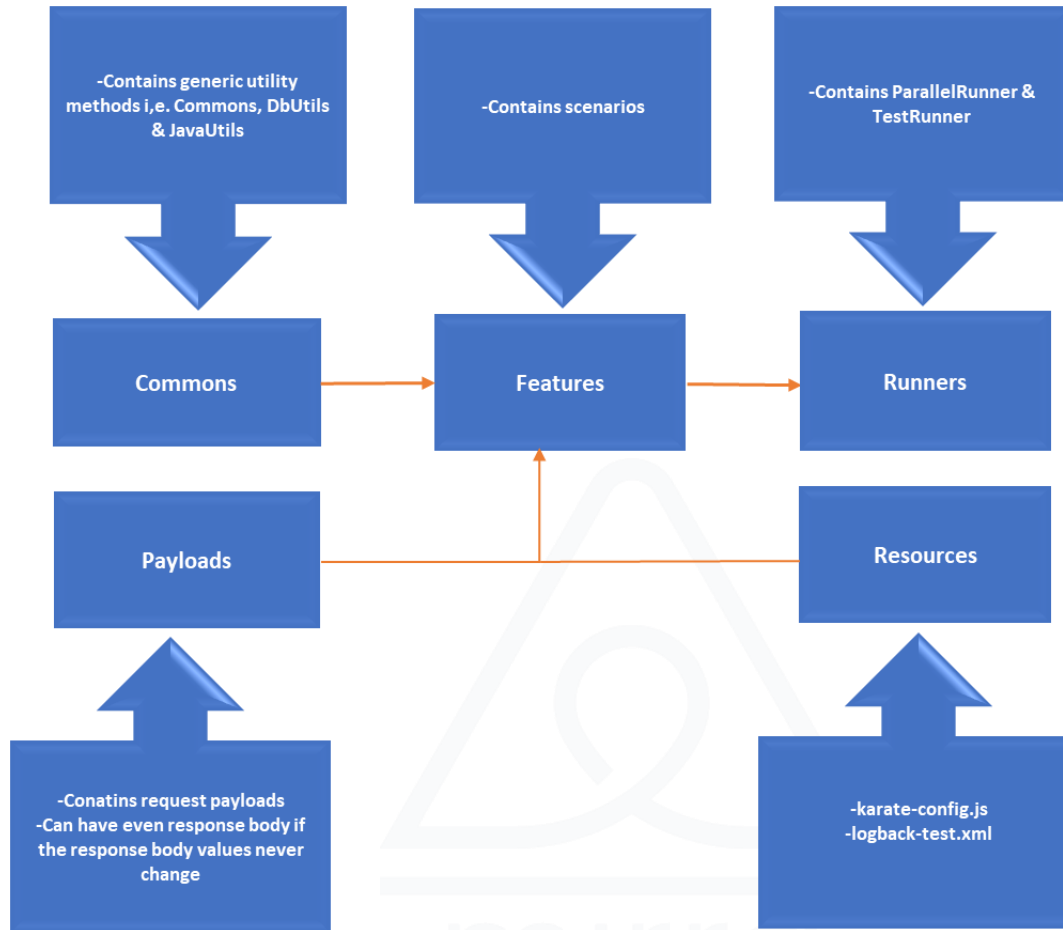 -Contains generic utility
methods i,e. Commons, DbUtils
& JavaUtils
-Contains scenarios
-Contains ParallelRunner &
TestRunner
Commons
Features
Runners
Payloads
Resources
-Conatins request payloads
-Can have even response body if
the response body values never
change
-karate-config.js
-logback-test.xml